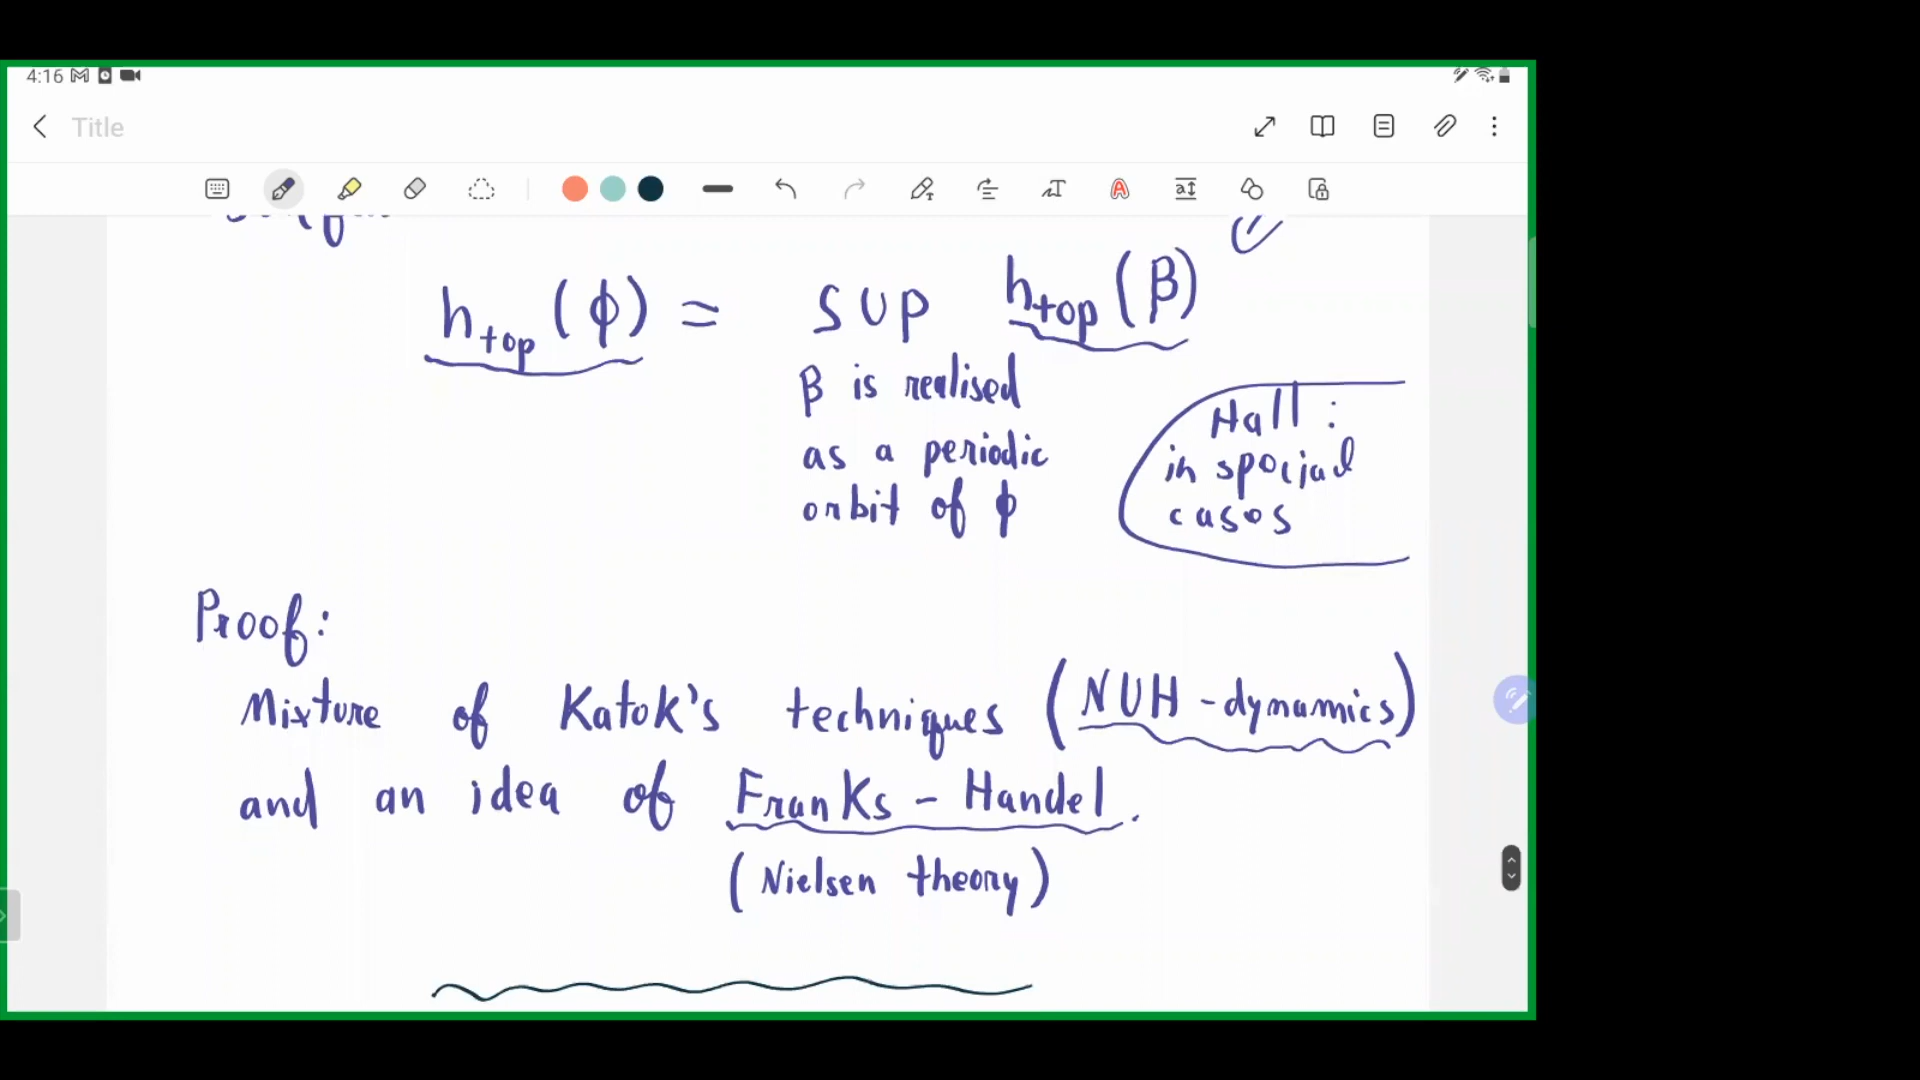 4:16
Title
h_top (φ) = sup h_top (β)
β is realised
as a periodic
orbit of φ
Hall :
in special
cases
Proof:
Mixture of Katok's techniques (NUH - dynamics)
and an idea of Franks - Handel.
(Nielsen theory)